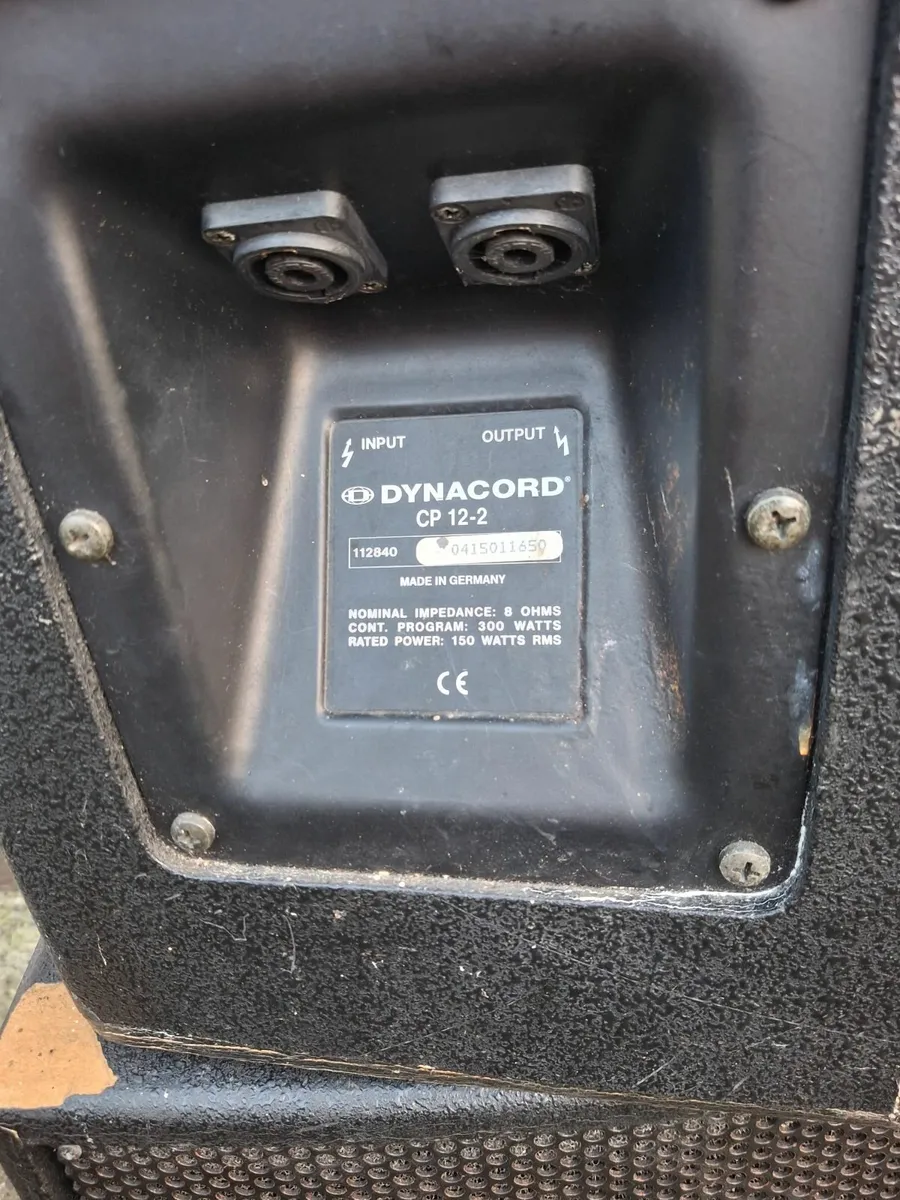 INPUT OUTPUT
DYNACORD®
CP 12-2
112840 0415011650
MADE IN GERMANY
NOMINAL IMPEDANCE: 8 OHMS
CONT. PROGRAM: 300 WATTS
RATED POWER: 150 WATTS RMS
CE